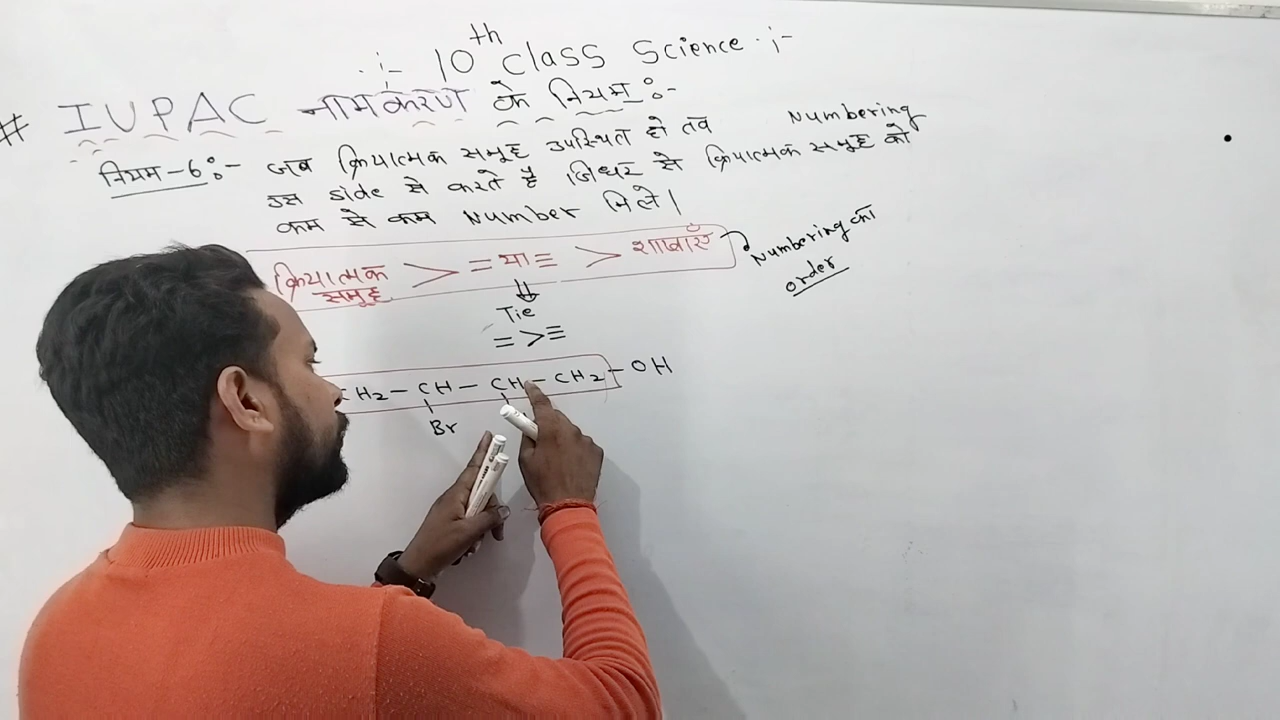 :- 10th class Science :-
# IUPAC नामकरण के नियम :-
नियम-6:- जब क्रियात्मक समूह उपस्थित हो तब Numbering
उस side से करते है जिधर से क्रियात्मक समूह को
कम से कम Number मिले।
क्रियात्मक समूह > = या ≡ > शाखाएँ
Numbering का
order
⇓
Tie
= > ≡
CH₂ - CH - CH - CH₂ - OH
Br